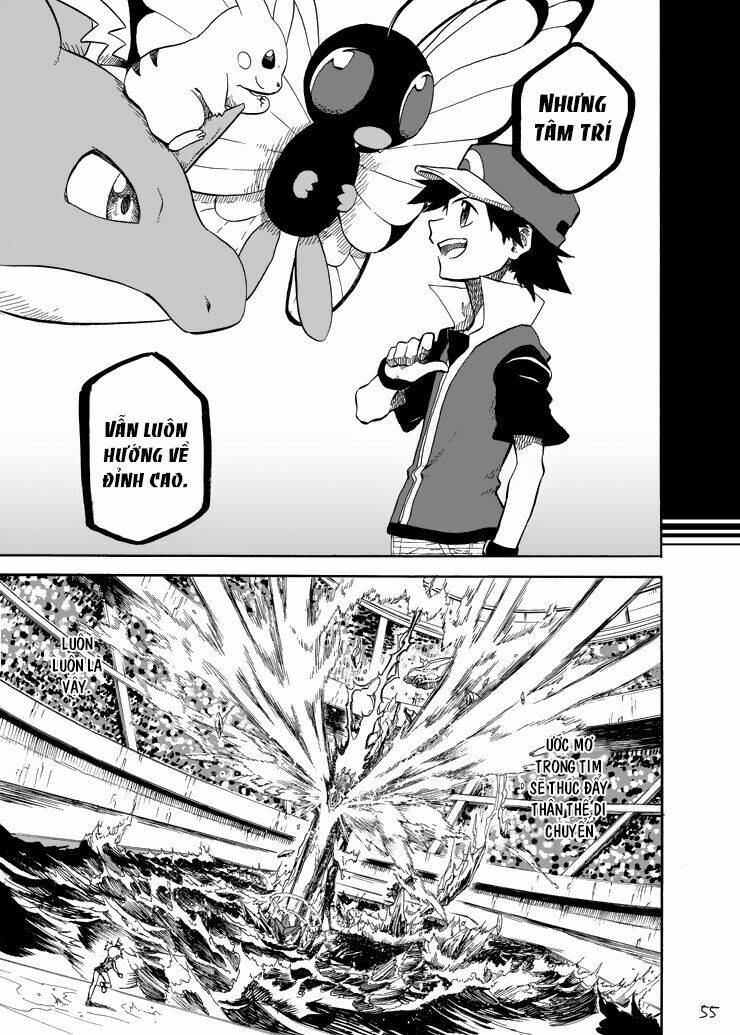 NHƯNG
TÂM TRÍ
VẪN LUÔN
HƯỚNG VỀ
ĐỈNH CAO.
ƯỚC MƠ
TRONG TIM
SẼ THÚC ĐẨY
THÂN THỂ DI
CHUYỂN.
LUÔN
LUÔN LÀ
VẬY.
55